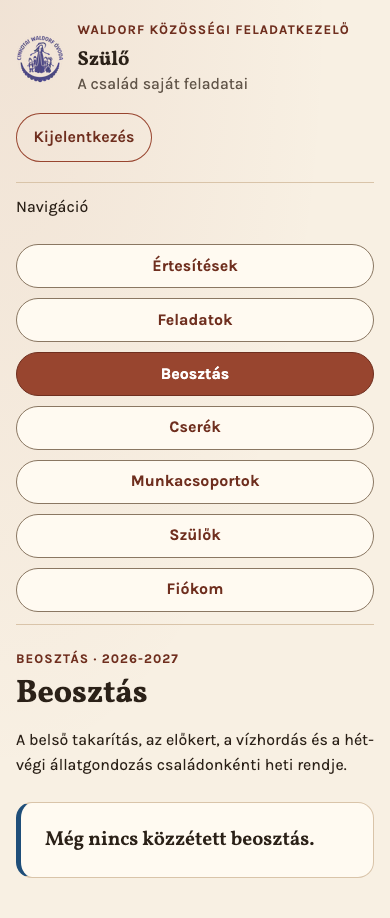 WALDORF KÖZÖSSÉGI FELADATKEZELŐ
Szülő
A család saját feladatai
Kijelentkezés
Navigáció
Értesítések
Feladatok
Beosztás
Cserék
Munkacsoportok
Szülők
Fiókom
BEOSZTÁS · 2026-2027
Beosztás
A belső takarítás, az előkert, a vízhordás és a hét-
végi állatgondozás családonkénti heti rendje.
Még nincs közzétett beosztás.